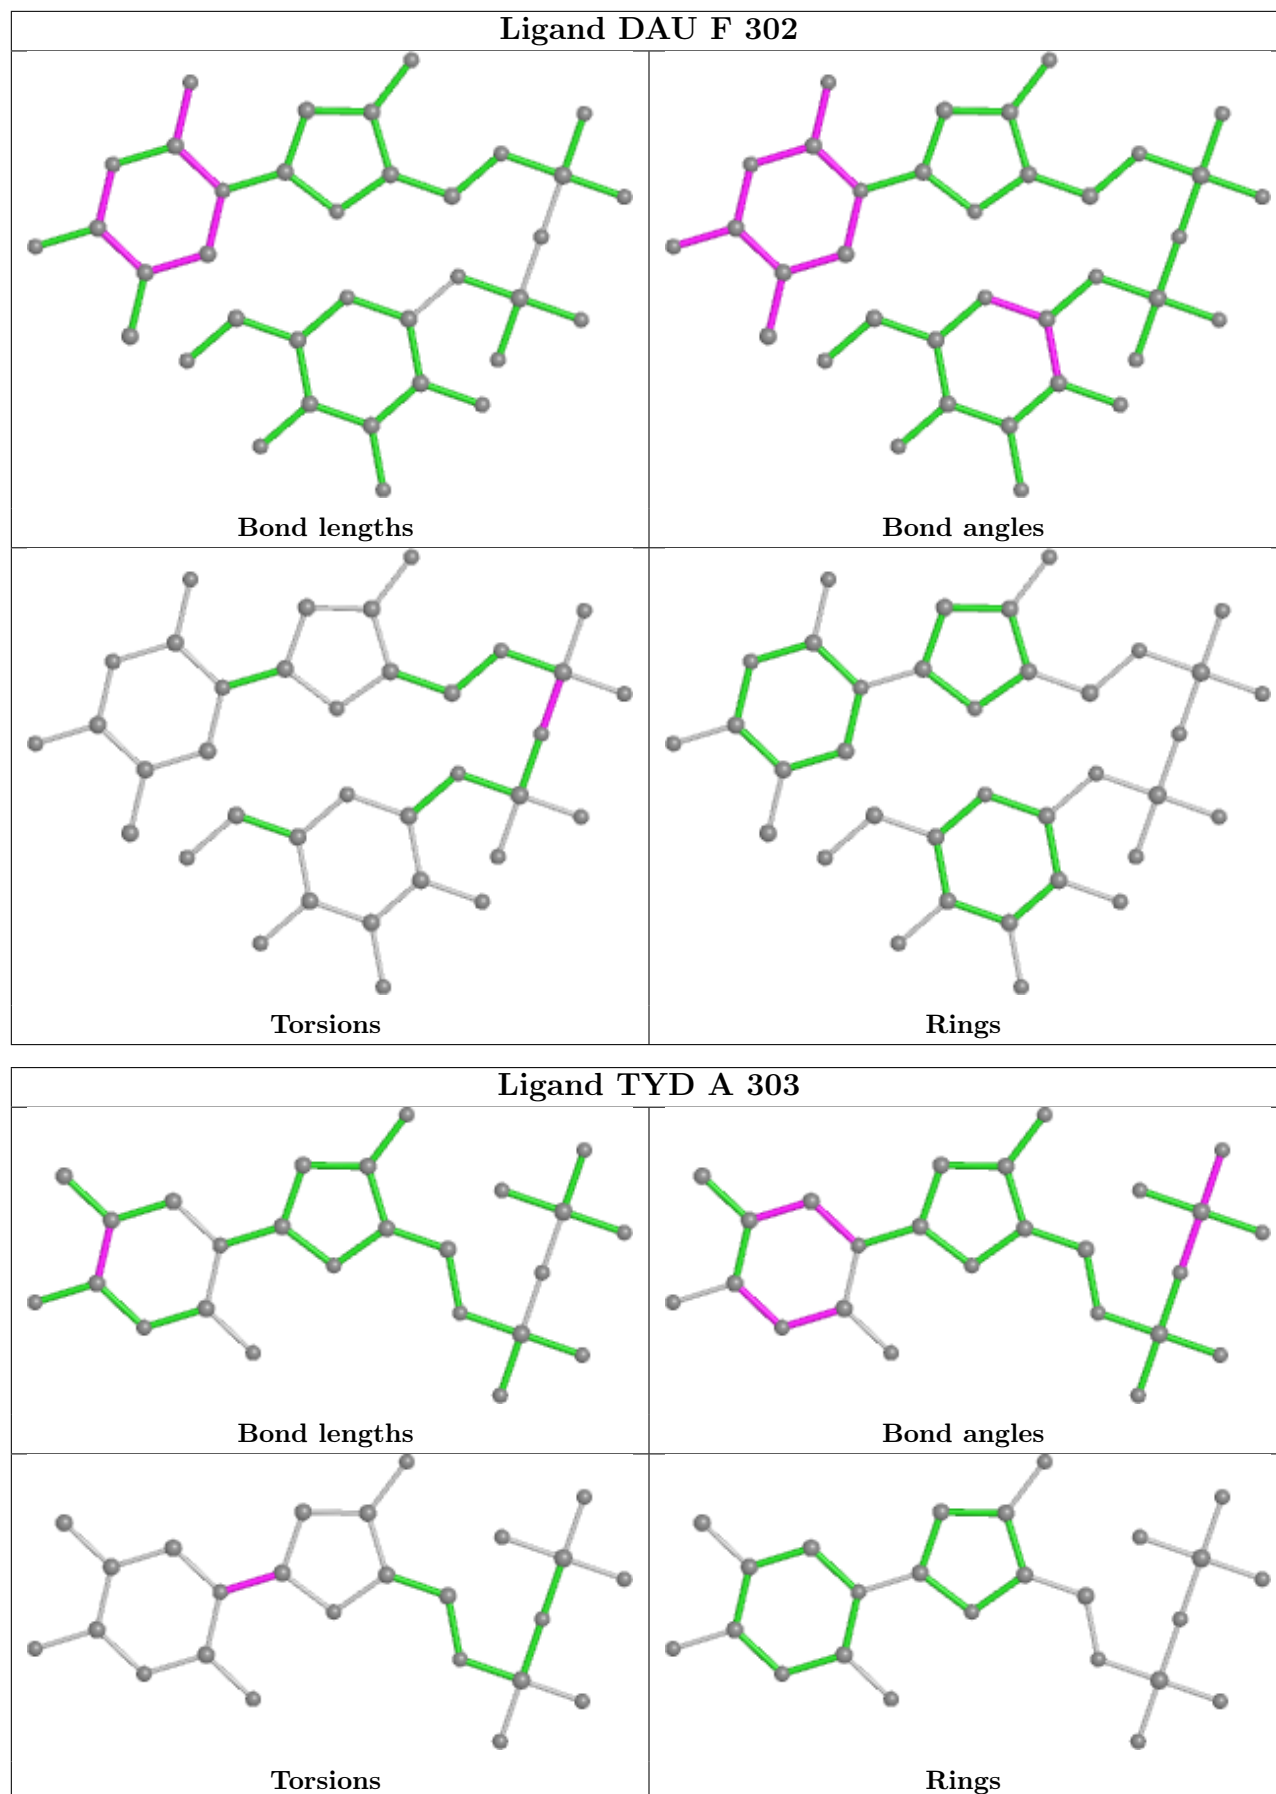 Ligand DAU F 302
Bond lengths
Bond angles
Torsions
Rings
Ligand TYD A 303
Bond lengths
Bond angles
Torsions
Rings